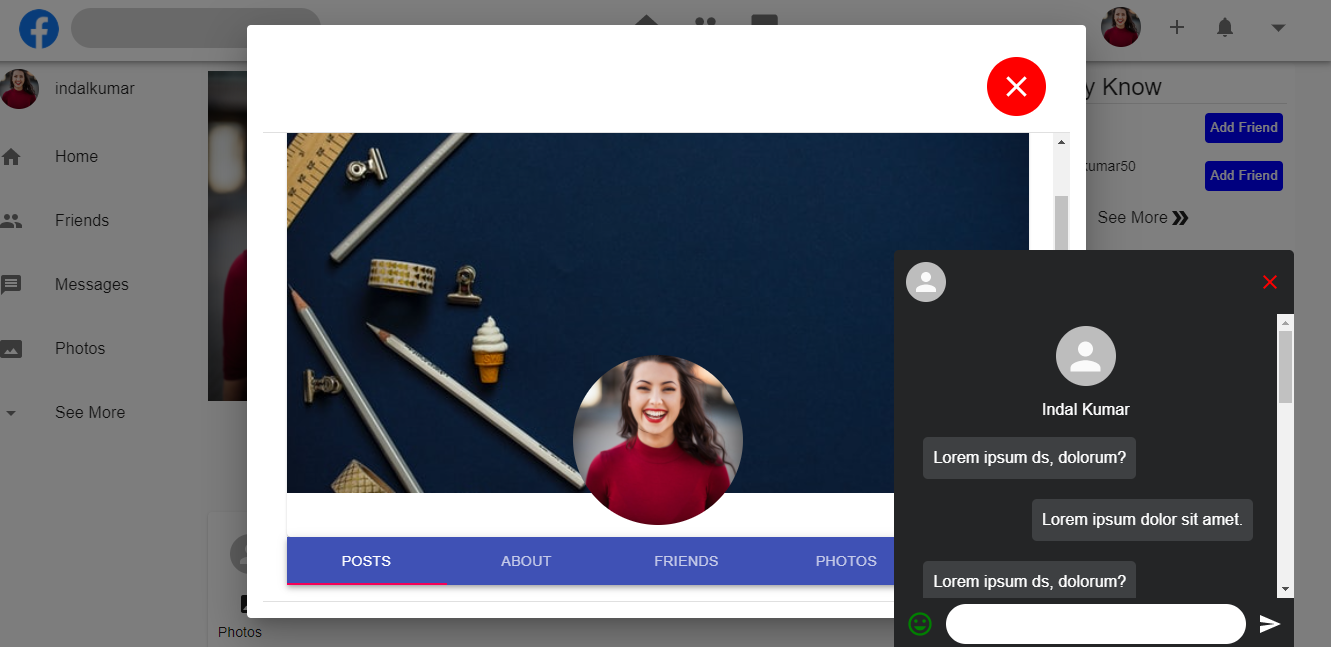 indalkumar
Home
Friends
Messages
Photos
See More
Photos
POSTS
ABOUT
FRIENDS
PHOTOS
y Know
Add Friend
kumar50
Add Friend
See More
Indal Kumar
Lorem ipsum ds, dolorum?
Lorem ipsum dolor sit amet.
Lorem ipsum ds, dolorum?